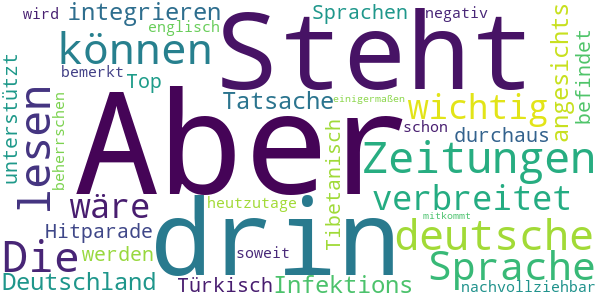 wird
integrieren
Sprachen
negativ
englisch
können
Steht
unterstützt
bemerkt
Top
Tatsache
einigermaßen
wichtig
angesichts
befindet
lesen
beherrschen
Aber
schon
durchaus
Zeitungen
wäre
drin
heutzutage
Tibetanisch
verbreitet
mitkommt
Hitparade
deutsche
Die
werden
soweit
Sprache
Deutschland
Türkisch
Infektions
nachvollziehbar